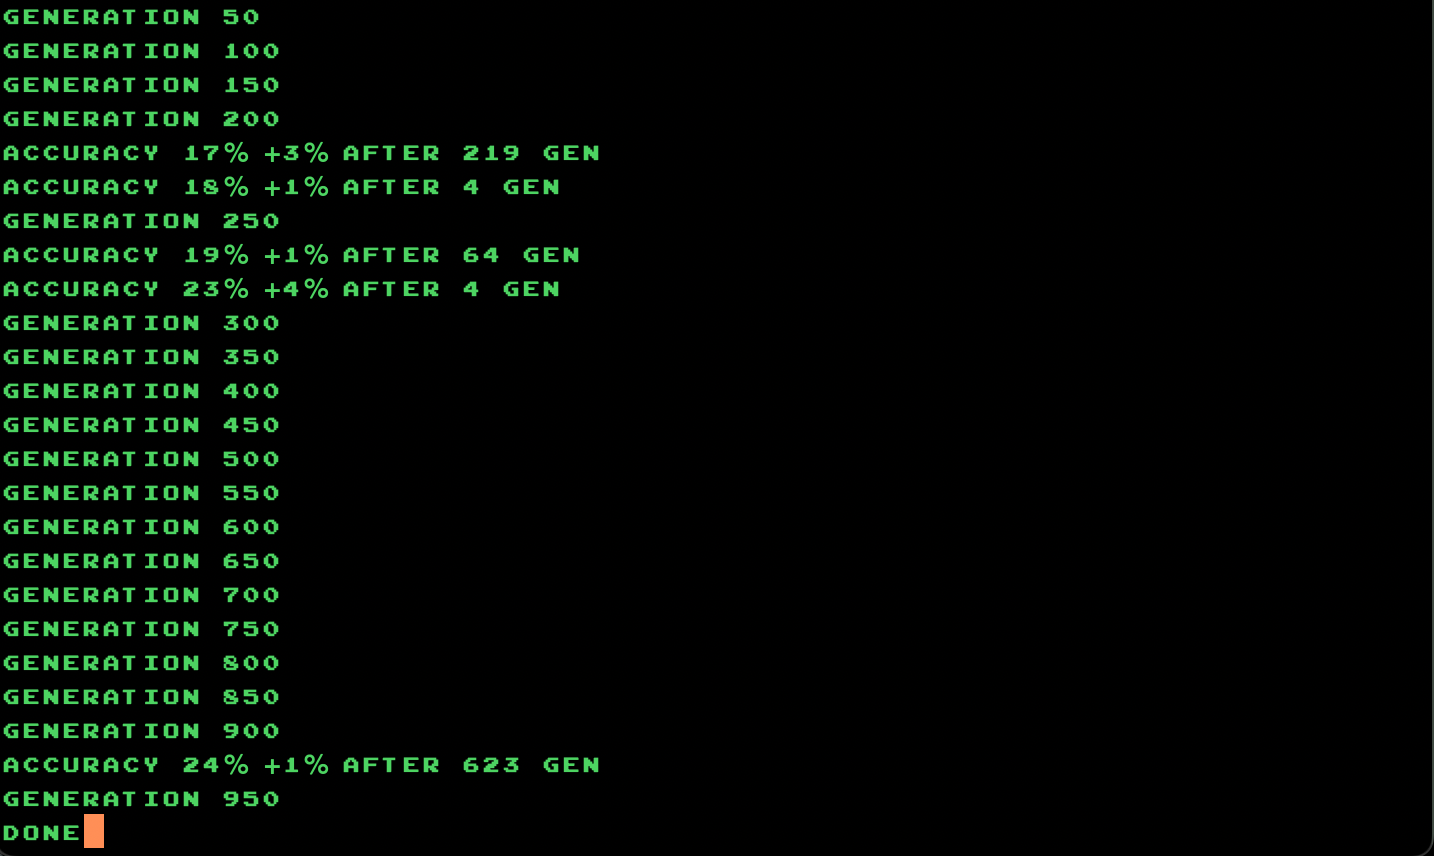 GENERATION 50
GENERATION 100
GENERATION 150
GENERATION 200
ACCURACY 17% +3% AFTER 219 GEN
ACCURACY 18% +1% AFTER 4 GEN
GENERATION 250
ACCURACY 19% +1% AFTER 64 GEN
ACCURACY 23% +4% AFTER 4 GEN
GENERATION 300
GENERATION 350
GENERATION 400
GENERATION 450
GENERATION 500
GENERATION 550
GENERATION 600
GENERATION 650
GENERATION 700
GENERATION 750
GENERATION 800
GENERATION 850
GENERATION 900
ACCURACY 24% +1% AFTER 623 GEN
GENERATION 950
DONE